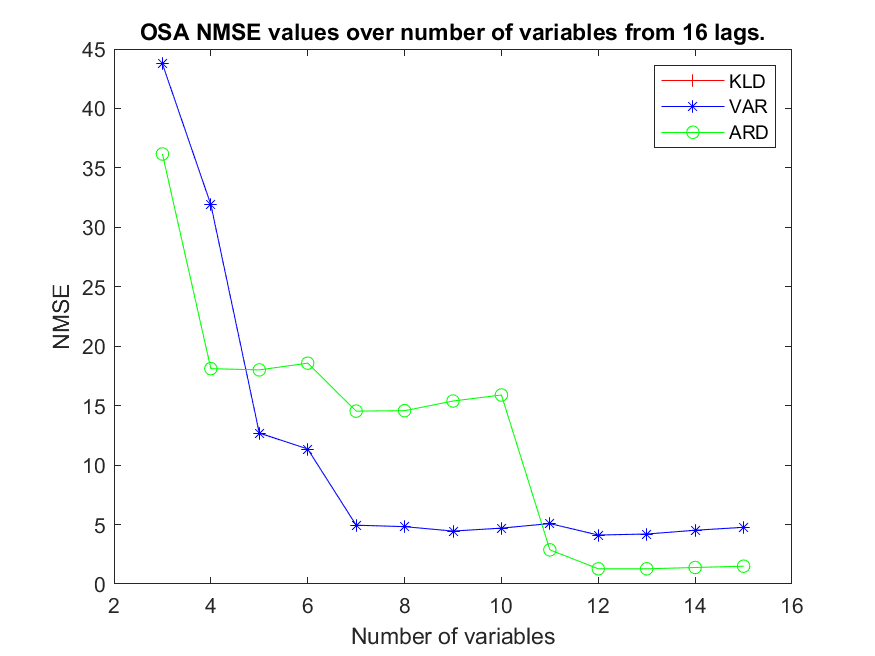 OSA NMSE values over number of variables from 16 lags.
45
40
35
30
25
20
15
10
5
0
NMSE
KLD
VAR
ARD
2 4 6 8 10 12 14 16
Number of variables